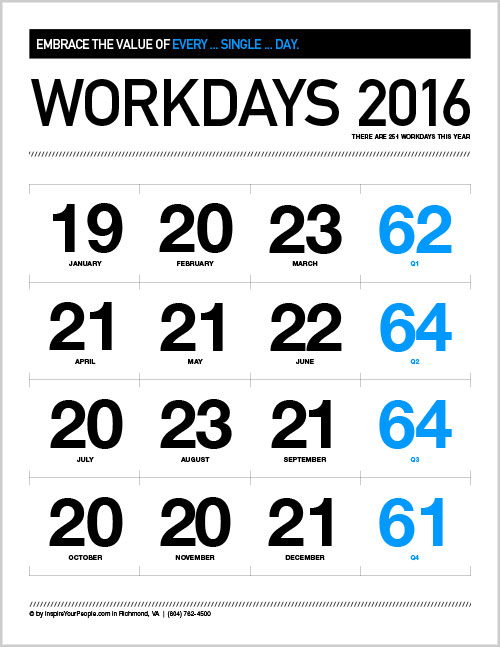 EMBRACE THE VALUE OF EVERY ... SINGLE ... DAY.
WORKDAYS 2016
THERE ARE 251 WORKDAYS THIS YEAR
19 20 23 62
JANUARY FEBRUARY MARCH Q1
21 21 22 64
APRIL MAY JUNE Q2
20 23 21 64
JULY AUGUST SEPTEMBER Q3
20 20 21 61
OCTOBER NOVEMBER DECEMBER Q4
© by InspireYourPeople.com in Richmond, VA | (804) 762-4500